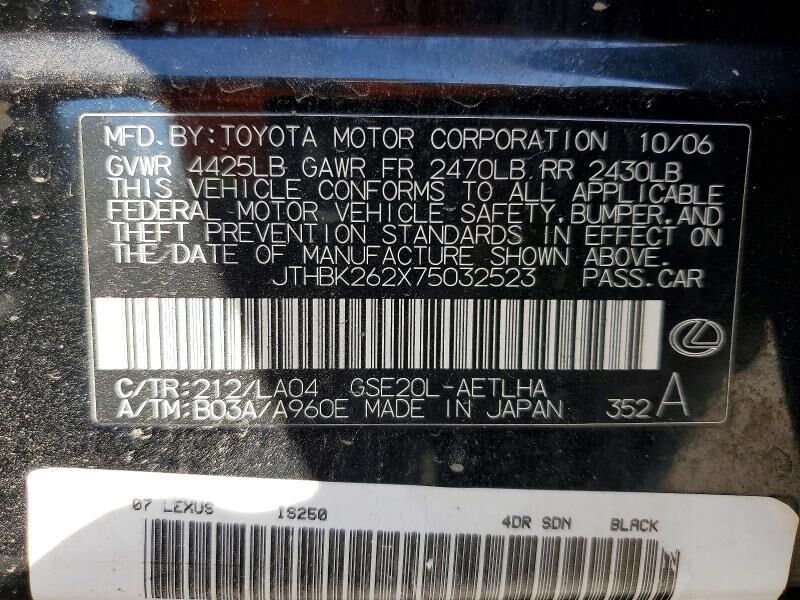 MFD. BY: TOYOTA MOTOR CORPORATION 10/06
GVWR 4425LB GAWR FR 2470LB RR 2430LB
THIS VEHICLE CONFORMS TO ALL APPLICABLE
FEDERAL MOTOR VEHICLE SAFETY, BUMPER, AND
THEFT PREVENTION STANDARDS IN EFFECT ON
THE DATE OF MANUFACTURE SHOWN ABOVE.
JTHBK262X75032523 PASS. CAR
C/TR: 212/LA04 GSE20L-AETLHA
A/TM: B03A/A960E MADE IN JAPAN 352 A
07 LEXUS IS250 4DR SDN BLACK